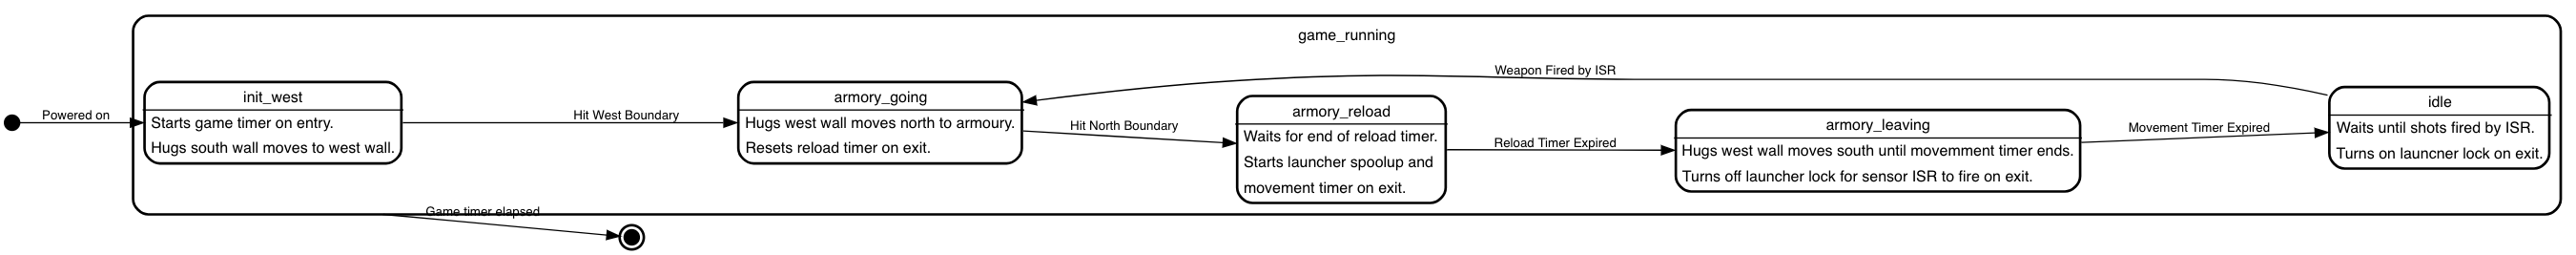 game_running
Powered on
init_west
Starts game timer on entry.
Hugs south wall moves to west wall.
Hit West Boundary
armory_going
Hugs west wall moves north to armoury.
Resets reload timer on exit.
Weapon Fired by ISR
Hit North Boundary
armory_reload
Waits for end of reload timer.
Starts launcher spoolup and
movement timer on exit.
Reload Timer Expired
armory_leaving
Hugs west wall moves south until movemment timer ends.
Turns off launcher lock for sensor ISR to fire on exit.
Movement Timer Expired
idle
Waits until shots fired by ISR.
Turns on launcner lock on exit.
Game timer elapsed